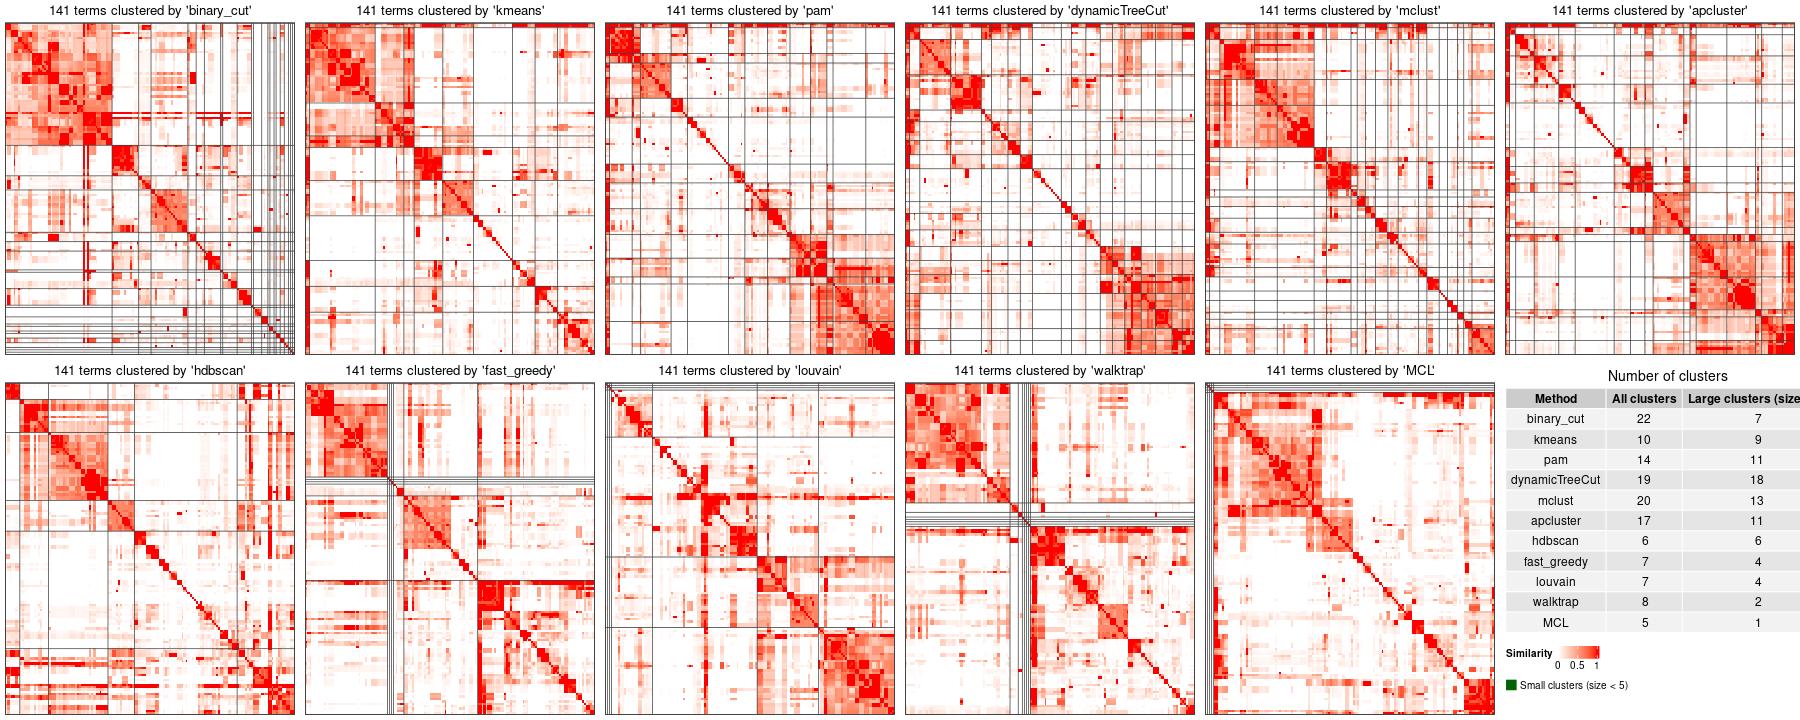 141 terms clustered by 'binary_cut'
141 terms clustered by 'kmeans'
141 terms clustered by 'pam'
141 terms clustered by 'dynamicTreeCut'
141 terms clustered by 'mclust'
141 terms clustered by 'apcluster'
141 terms clustered by 'hdbscan'
141 terms clustered by 'fast_greedy'
141 terms clustered by 'louvain'
141 terms clustered by 'walktrap'
141 terms clustered by 'MCL'
Number of clusters
Method All clusters Large clusters (size
binary_cut 22 7
kmeans 10 9
pam 14 11
dynamicTreeCut 19 18
mclust 20 13
apcluster 17 11
hdbscan 6 6
fast_greedy 7 4
louvain 7 4
walktrap 8 2
MCL 5 1
Similarity
0 0.5 1
Small clusters (size < 5)